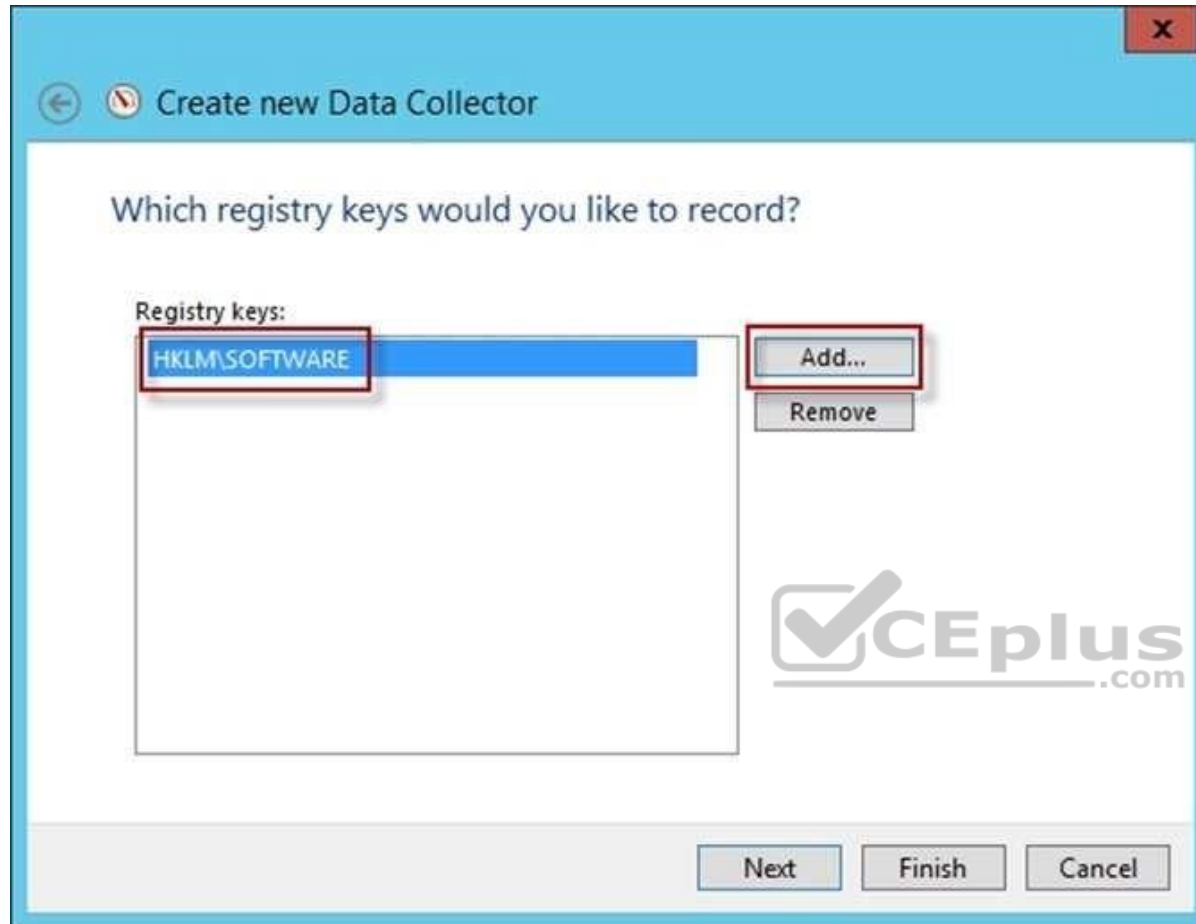 x
Create new Data Collector
Which registry keys would you like to record?
Registry keys:
HKLM\SOFTWARE
Add...
Remove
CEplus
.com
Next Finish Cancel